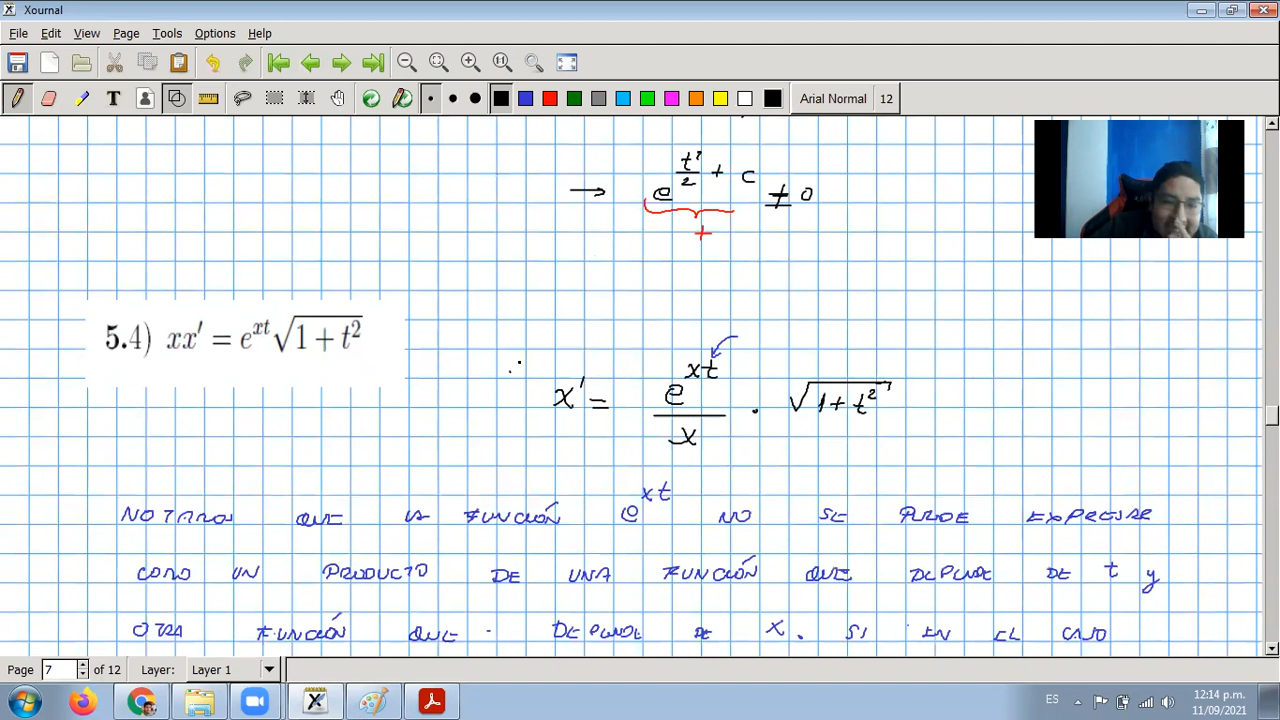 Xournal
File Edit View Page Tools Options Help
Arial Normal 12
→ e^{t²/2 + c} ≠ 0
+
5.4) xx' = e^{xt}√(1 + t²)
∴ x' = e^{xt}/x · √(1 + t²)
NOTAMOS QUE LA FUNCIÓN e^{xt} NO SE PUEDE EXPRESAR
COMO UN PRODUCTO DE UNA FUNCIÓN QUE DEPENDE DE t y
OTRA FUNCIÓN QUE DEPENDE DE X. SI EN EL CASO
Page 7 of 12 Layer: Layer 1
ES 12:14 p.m.
11/09/2021